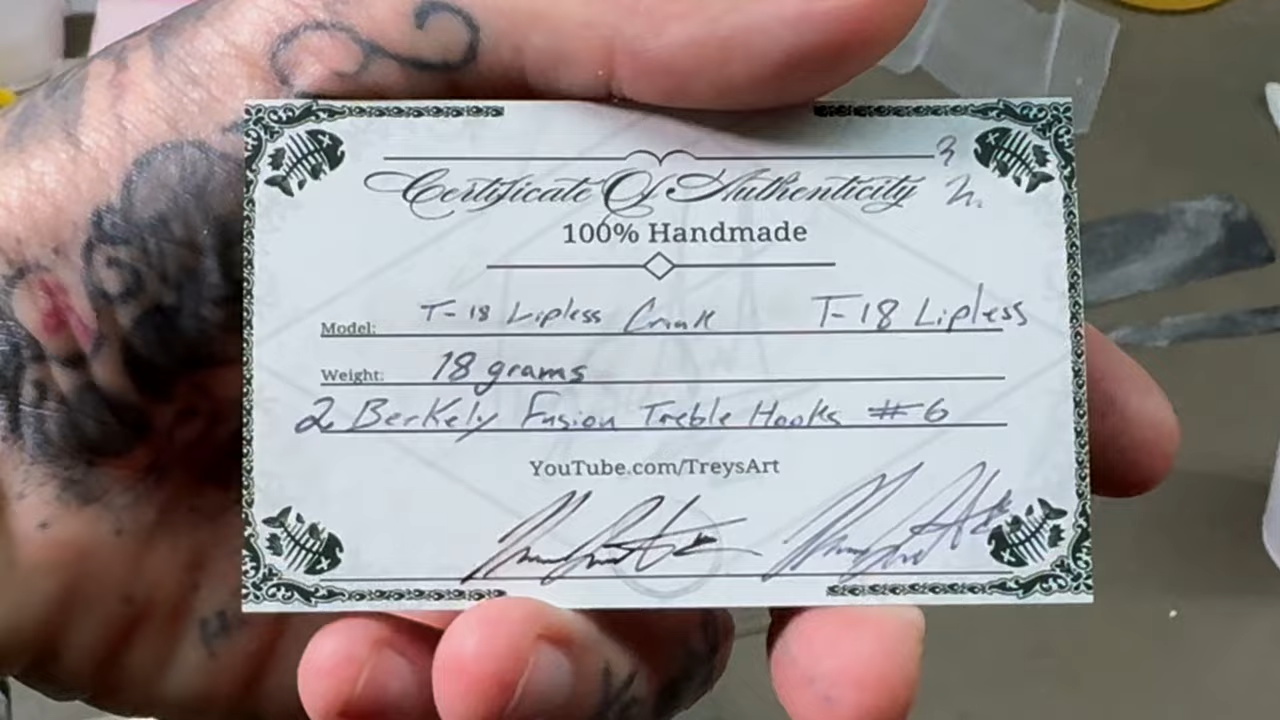 Certificate Of Authenticity
100% Handmade
Model: T-18 Lipless Crank T-18 Lipless
Weight: 18 grams
2 Berkely Fusion Treble Hooks #6
YouTube.com/TreysArt